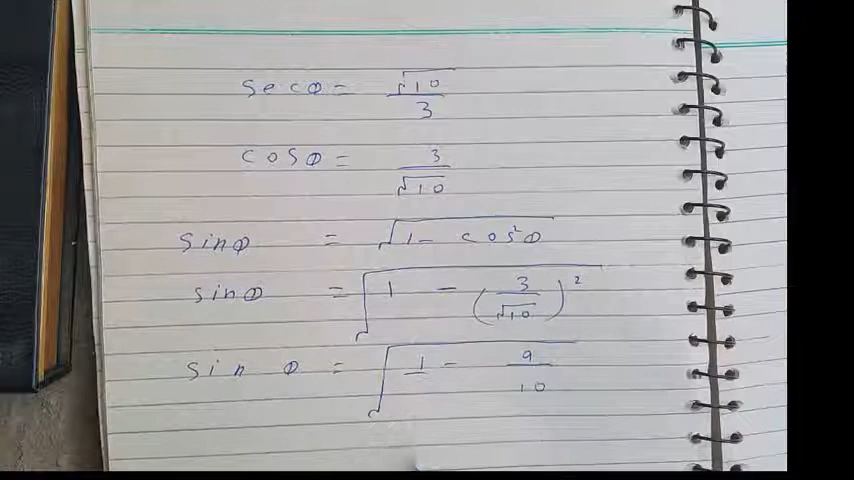 secθ = √10/3
cosθ = 3/√10
sinθ = √(1 - cos²θ)
sinθ = √(1 - (3/√10)²)
sin θ = √(1 - 9/10)